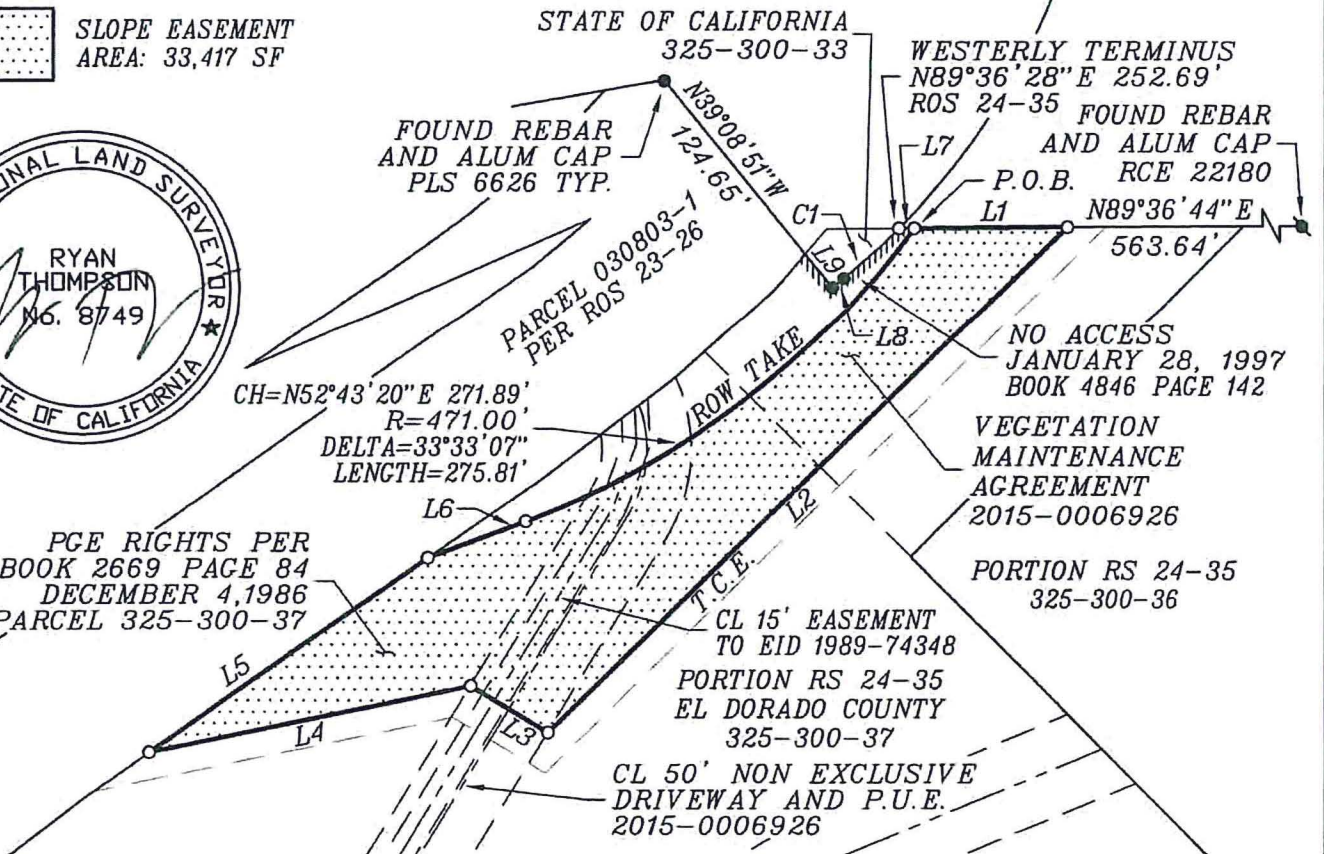 SLOPE EASEMENT
AREA: 33,417 SF
STATE OF CALIFORNIA
325-300-33
WESTERLY TERMINUS
N89°36'28"E 252.69'
ROS 24-35
FOUND REBAR
AND ALUM CAP
RCE 22180
FOUND REBAR
AND ALUM CAP
PLS 6626 TYP.
N39°08'51"W
124.65'
L7
P.O.B.
C1
L1
N89°36'44"E
563.64'
L9
L8
ONAL LAND SURVEYOR
RYAN
THOMPSON
No. 8749
TE OF CALIFORNIA
PARCEL 030803-1
PER ROS 23-26
NO ACCESS
JANUARY 28, 1997
BOOK 4846 PAGE 142
CH=N52°43'20"E 271.89'
R=471.00'
DELTA=33°33'07"
LENGTH=275.81'
ROW TAKE
VEGETATION
MAINTENANCE
AGREEMENT
2015-0006926
L6
L2
T.C.E.
PGE RIGHTS PER
BOOK 2669 PAGE 84
DECEMBER 4,1986
PARCEL 325-300-37
PORTION RS 24-35
325-300-36
CL 15' EASEMENT
TO EID 1989-74348
PORTION RS 24-35
EL DORADO COUNTY
325-300-37
L5
L4
L3
CL 50' NON EXCLUSIVE
DRIVEWAY AND P.U.E.
2015-0006926